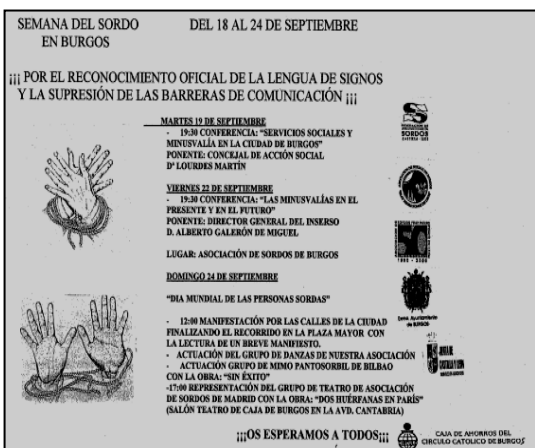 SEMANA DEL SORDO
EN BURGOS
DEL 18 AL 24 DE SEPTIEMBRE
¡¡¡ POR EL RECONOCIMIENTO OFICIAL DE LA LENGUA DE SIGNOS
Y LA SUPRESIÓN DE LAS BARRERAS DE COMUNICACIÓN ¡¡¡
MARTES 19 DE SEPTIEMBRE
- 19:30 CONFERENCIA: "SERVICIOS SOCIALES Y
MINUSVALÍA EN LA CIUDAD DE BURGOS"
PONENTE: CONCEJAL DE ACCIÓN SOCIAL
Dª LOURDES MARTÍN
VIERNES 22 DE SEPTIEMBRE
- 19:30 CONFERENCIA: "LAS MINUSVALÍAS EN EL
PRESENTE Y EN EL FUTURO"
PONENTE: DIRECTOR GENERAL DEL INSERSO
D. ALBERTO GALERÓN DE MIGUEL
LUGAR: ASOCIACIÓN DE SORDOS DE BURGOS
DOMINGO 24 DE SEPTIEMBRE
"DIA MUNDIAL DE LAS PERSONAS SORDAS"
- 12:00 MANIFESTACIÓN POR LAS CALLES DE LA CIUDAD
FINALIZANDO EL RECORRIDO EN LA PLAZA MAYOR CON
LA LECTURA DE UN BREVE MANIFIESTO.
- ACTUACIÓN DEL GRUPO DE DANZAS DE NUESTRA ASOCIACIÓN
- ACTUACIÓN GRUPO DE MIMO PANTOSORBIL DE BILBAO
CON LA OBRA: "SIN ÉXITO"
-17:00 REPRESENTACIÓN DEL GRUPO DE TEATRO DE ASOCIACIÓN
DE SORDOS DE MADRID CON LA OBRA: "DOS HUÉRFANAS EN PARÍS"
(SALÓN TEATRO DE CAJA DE BURGOS EN LA AVD. CANTABRIA)
¡¡¡OS ESPERAMOS A TODOS¡¡¡
SORDOS
Excmo. Ayuntamiento
de BURGOS
JUNTA DE
CASTILLA Y LEON
CAJA DE AHORROS DEL
CIRCULO CATOLICO DE BURGOS